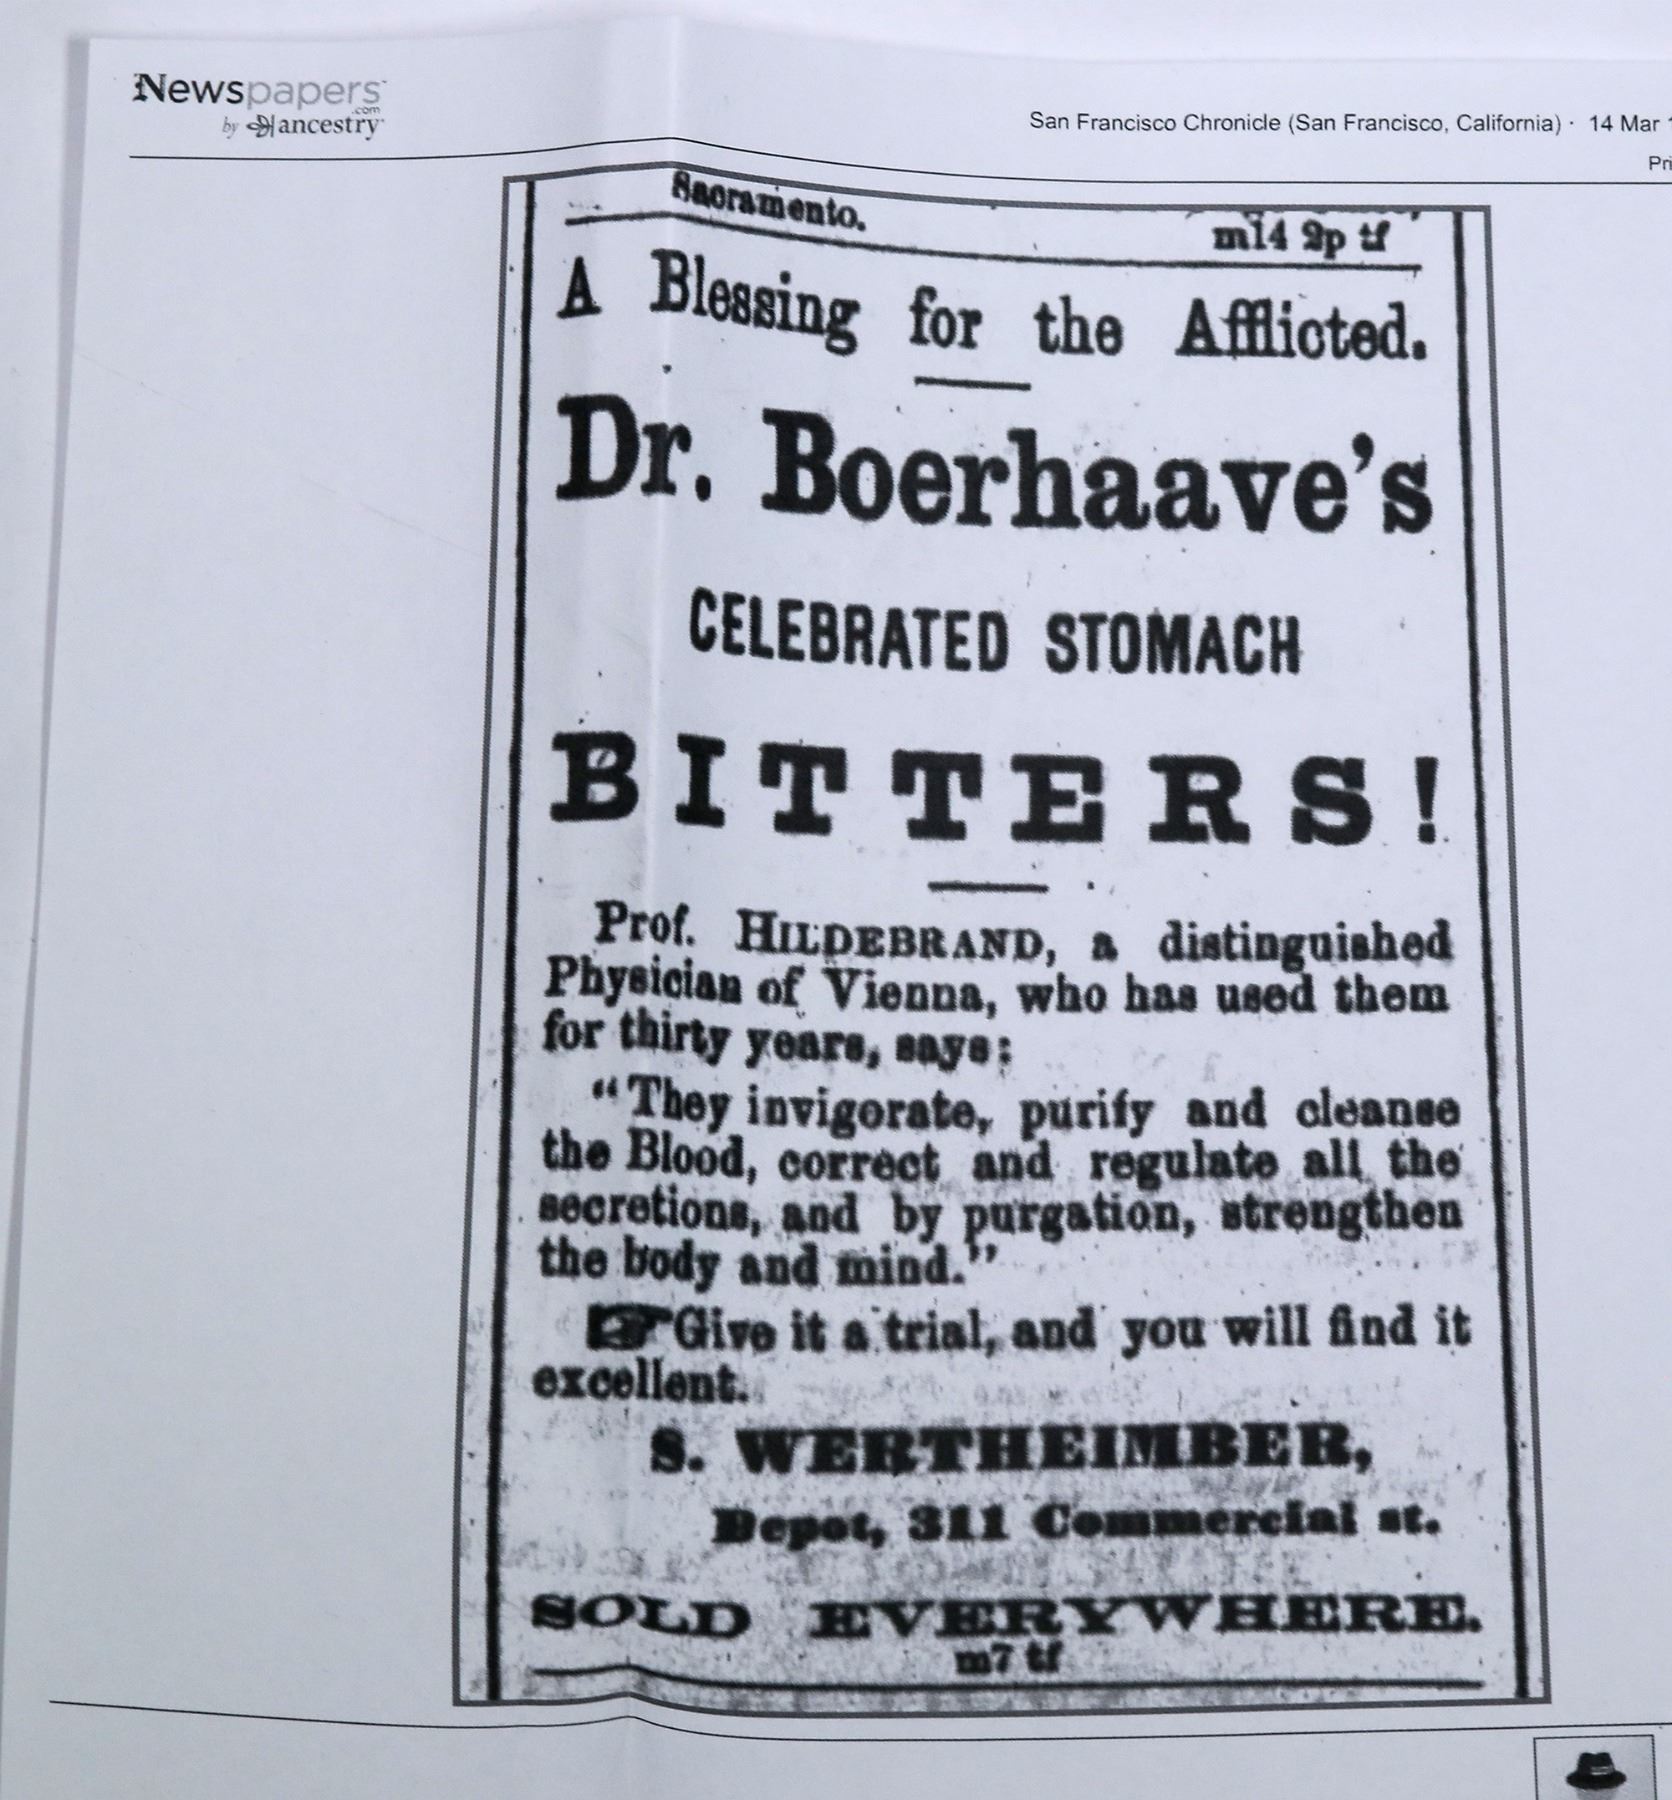 Newspapers
.com
by ancestry
San Francisco Chronicle (San Francisco, California) · 14 Mar
Sacramento.
m14 2p tf
A Blessing for the Afflicted.
Dr. Boerhaave's
CELEBRATED STOMACH
BITTERS!
Prof. HILDEBRAND, a distinguished
Physician of Vienna, who has used them
for thirty years, says:
"They invigorate, purify and cleanse
the Blood, correct and regulate all the
secretions, and by purgation, strengthen
the body and mind."
☞Give it a trial, and you will find it
excellent.
S. WERTHEIMBER,
Depot, 311 Commercial st.
SOLD EVERYWHERE.
m7 tf